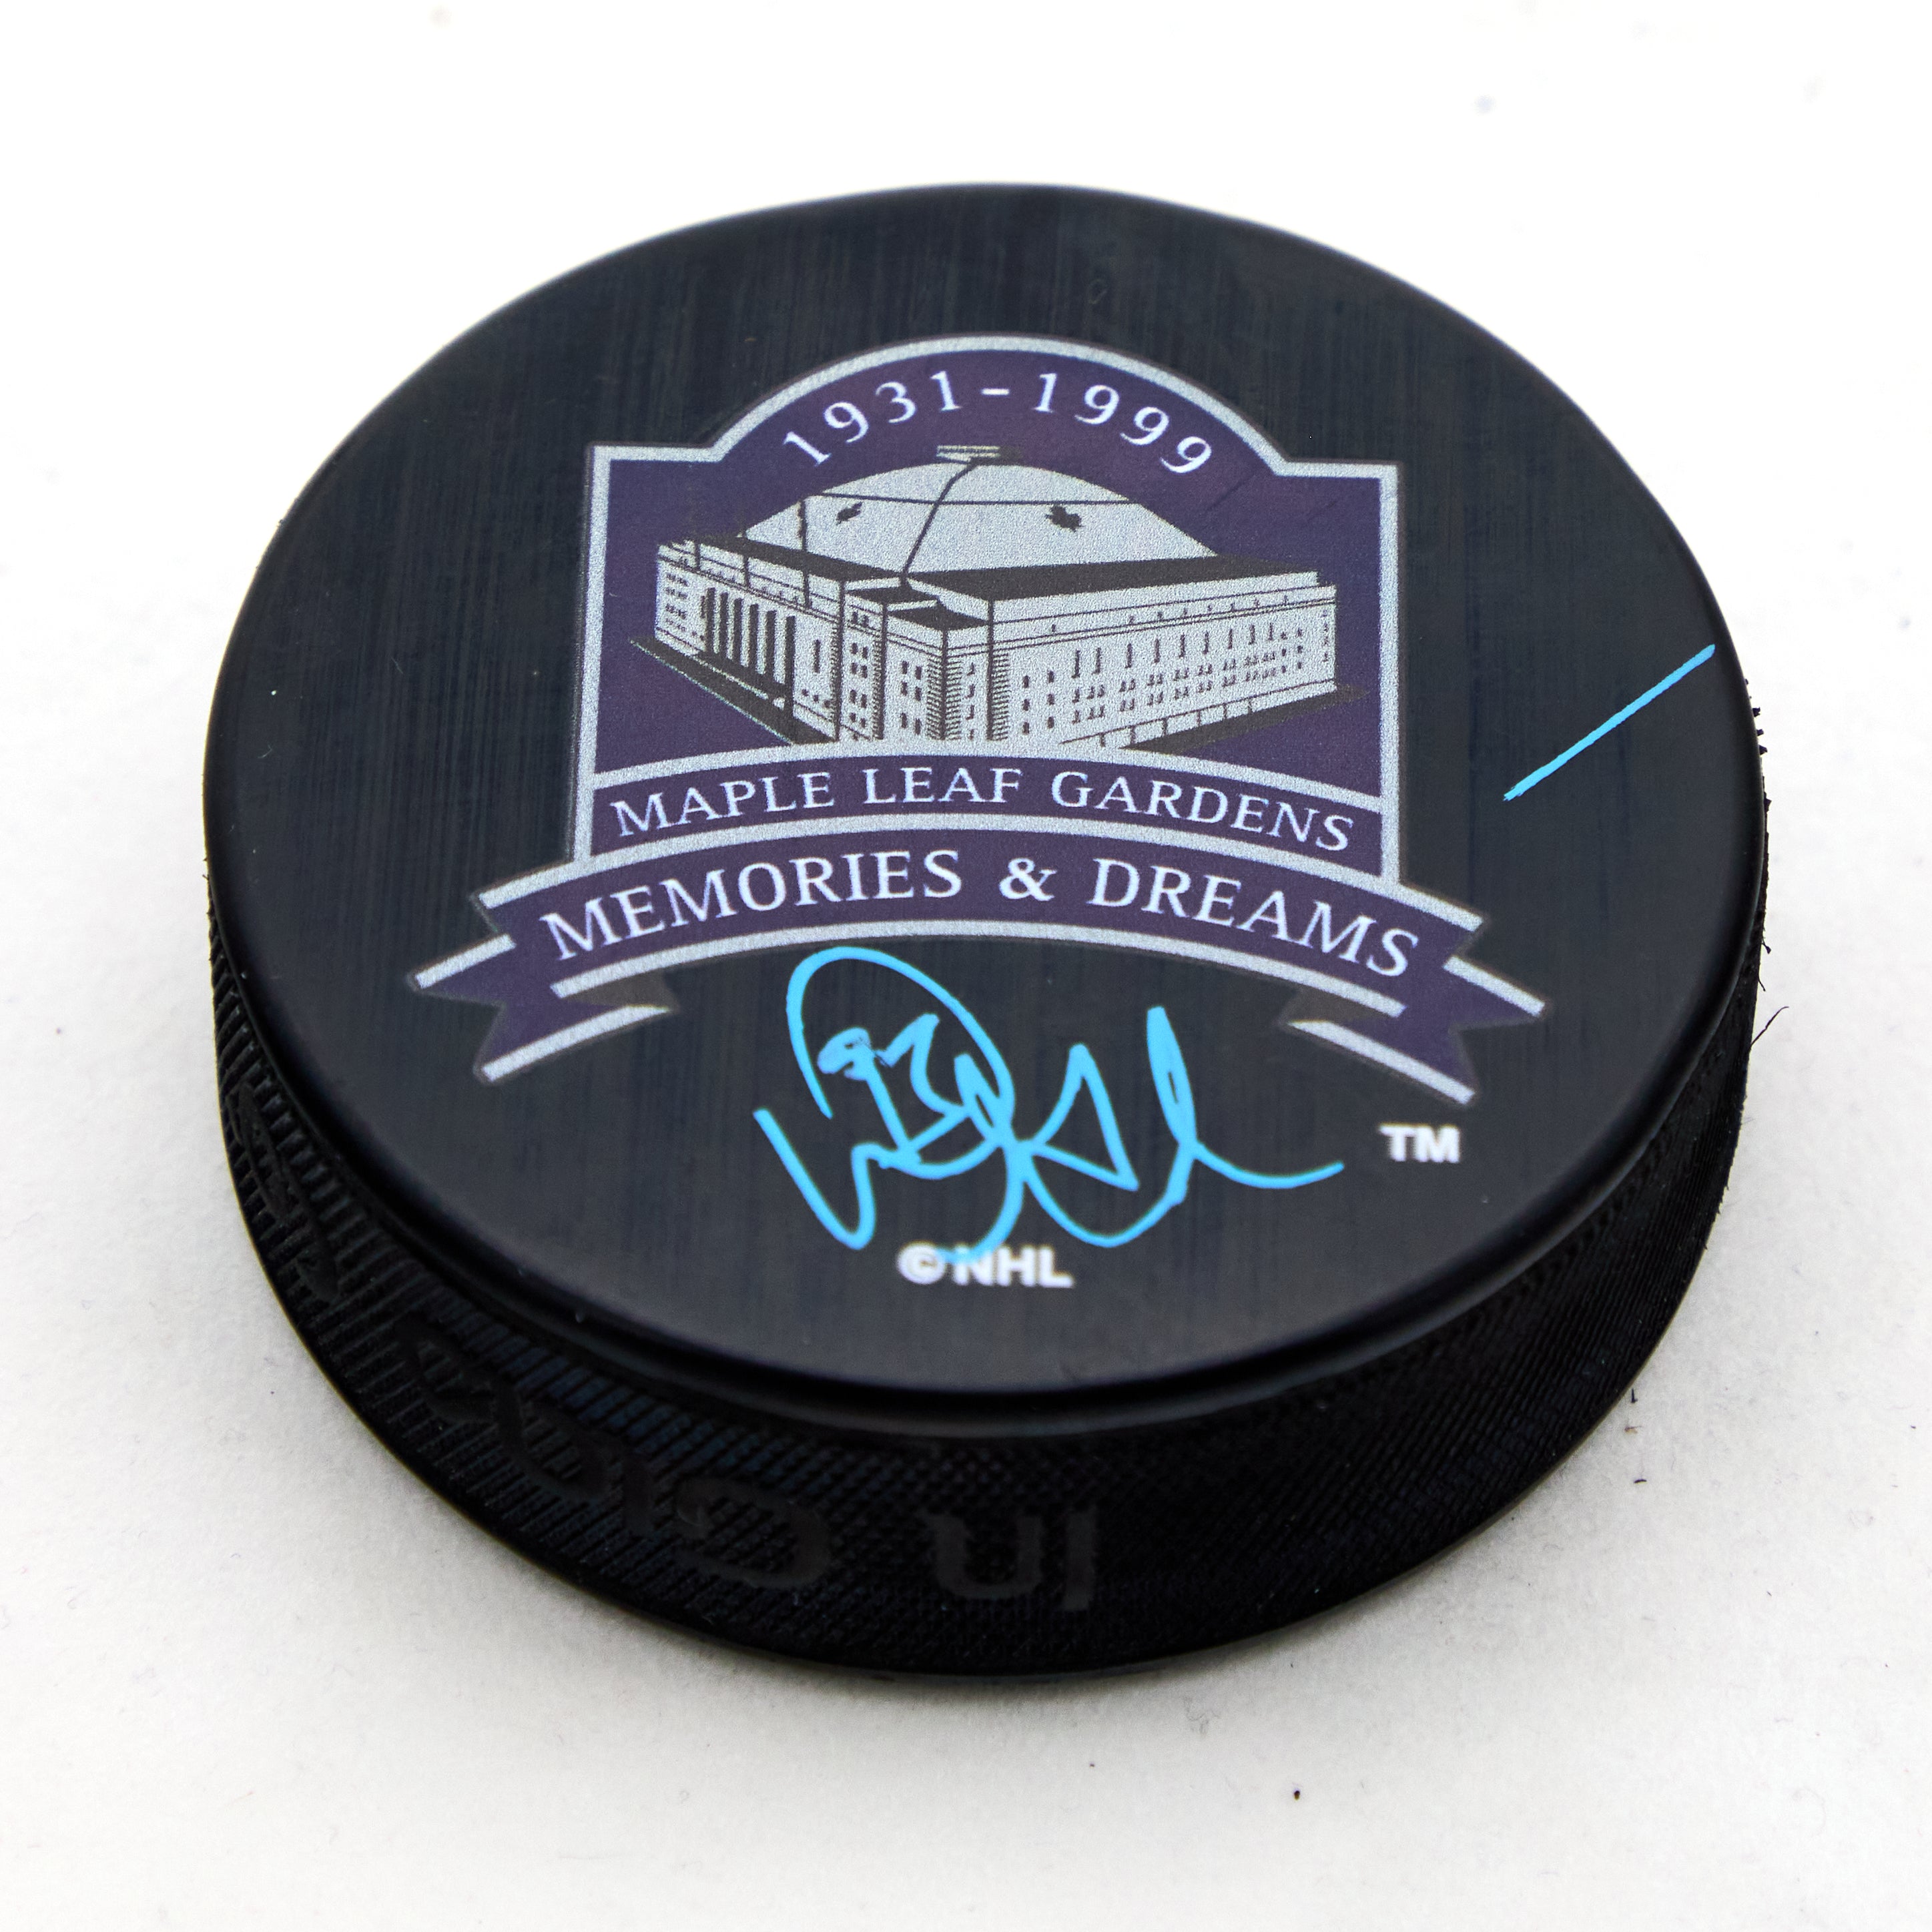 1931-1999
MAPLE LEAF GARDENS
MEMORIES & DREAMS
TM
©NHL